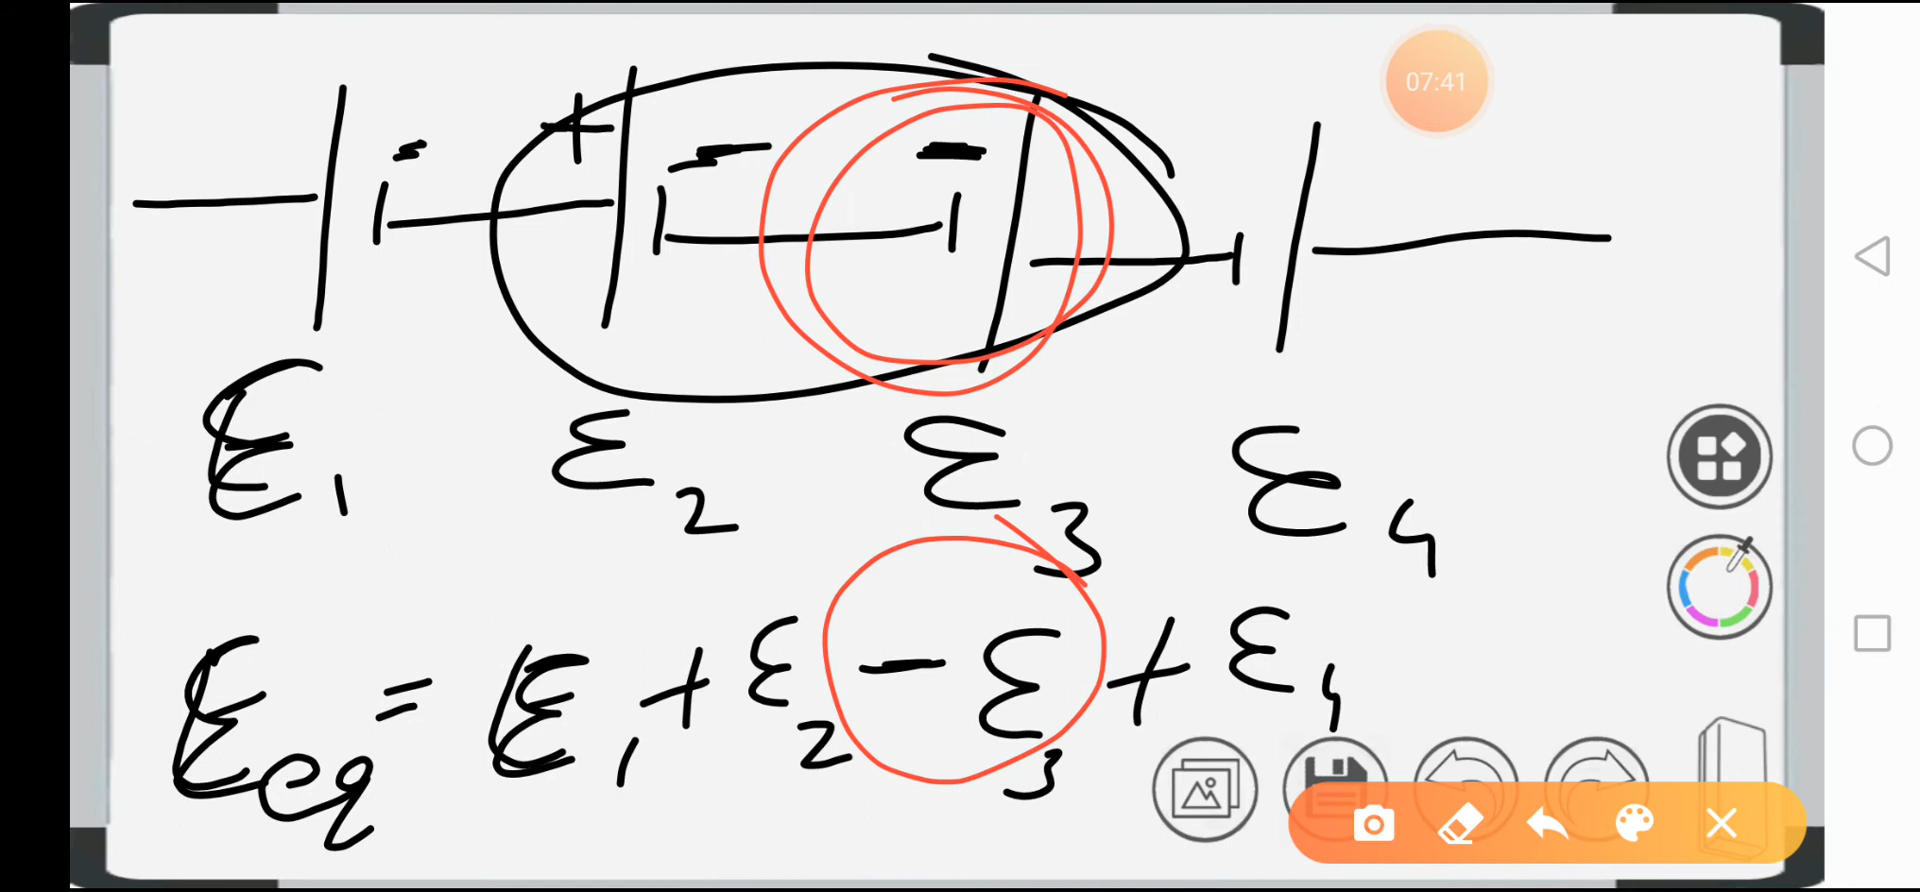 07:41
- + - -
ε₁ ε₂ ε₃ ε₄
εeq = ε₁ + ε₂ - ε₃ + ε₄